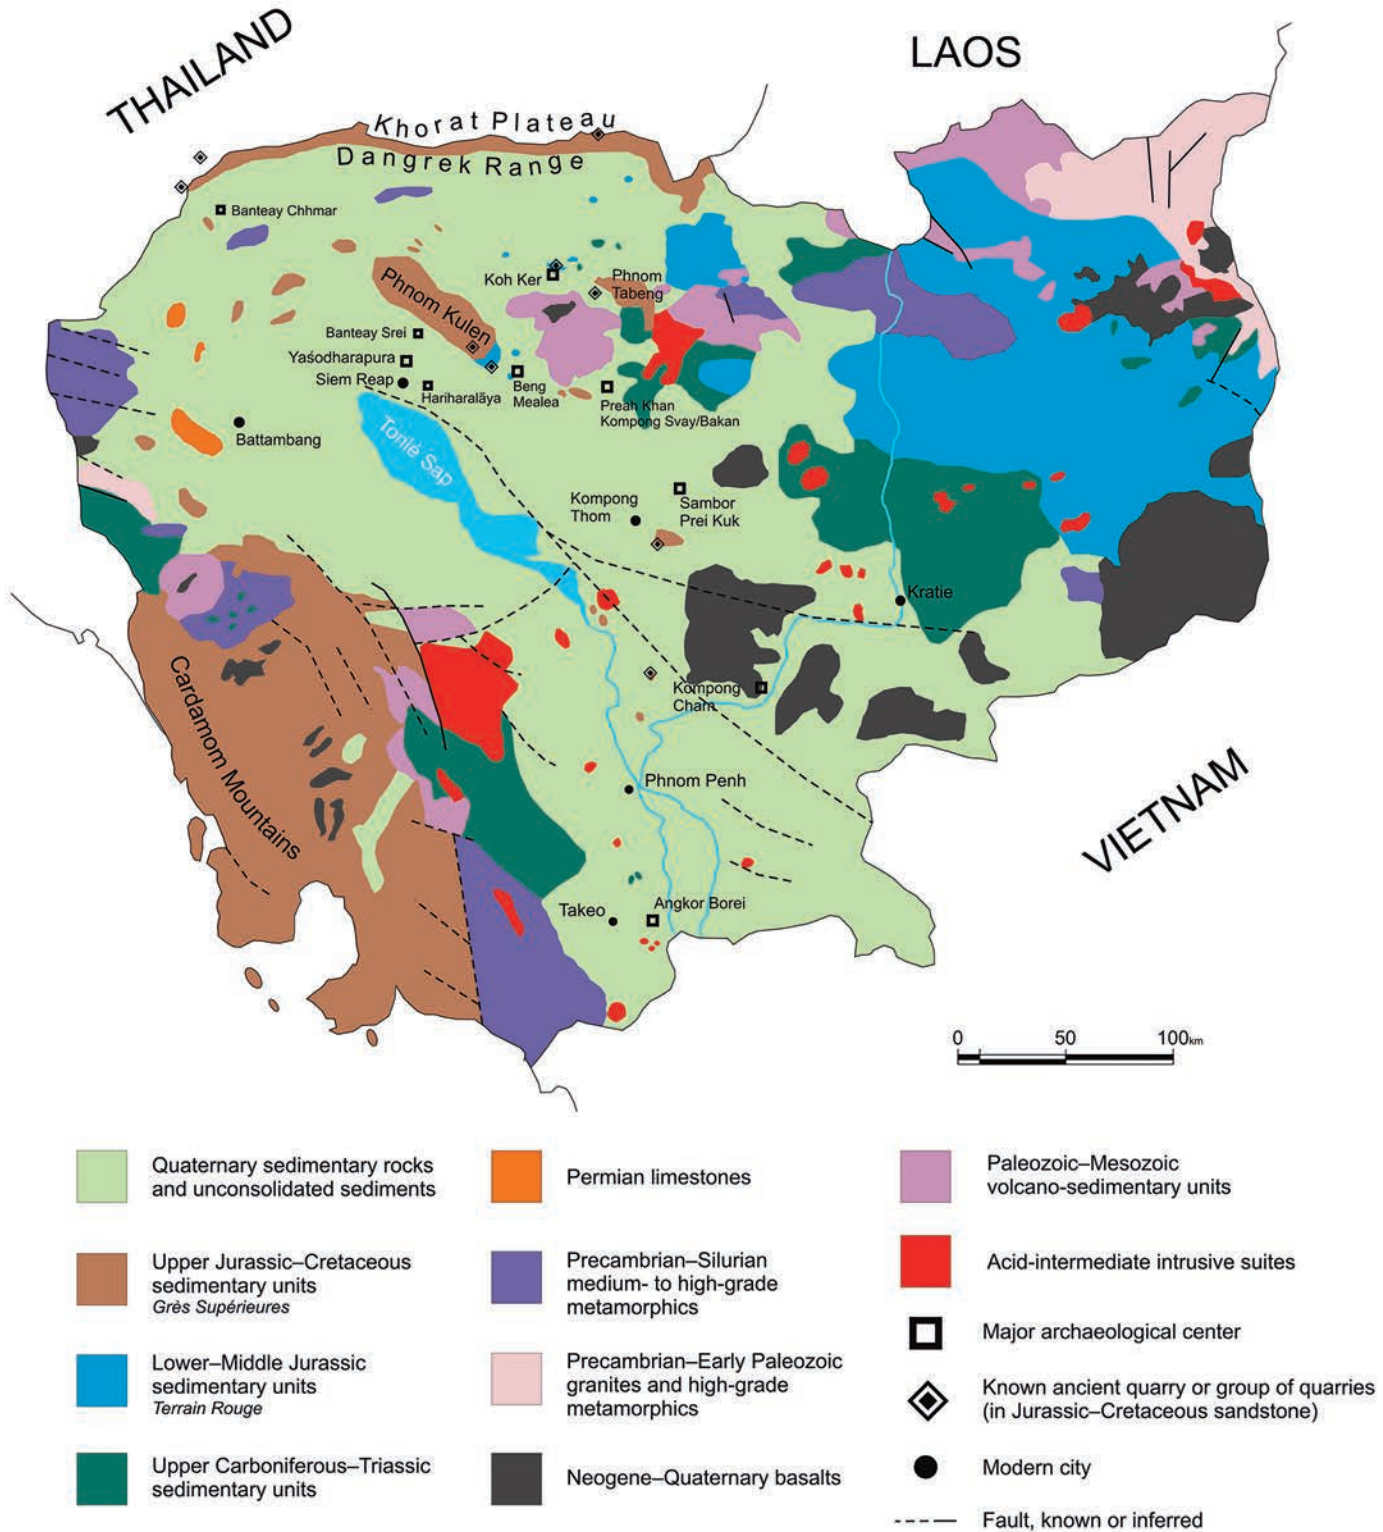 THAILAND
LAOS
Khorat Plateau
Dangrek Range
Banteay Chhmar
Koh Ker
Phnom
Tabeng
Phnom Kulen
Banteay Srei
Yaśodharapura
Siem Reap
Hariharalāya
Beng
Mealea
Preah Khan
Kompong Svay/Bakan
Battambang
Tonlé Sap
Kompong
Thom
Sambor
Prei Kuk
Kratie
Cardamom Mountains
Kompong
Cham
Phnom Penh
VIETNAM
Takeo
Angkor Borei
0 50 100km
Quaternary sedimentary rocks
and unconsolidated sediments
Upper Jurassic–Cretaceous
sedimentary units
Grès Supérieures
Lower–Middle Jurassic
sedimentary units
Terrain Rouge
Upper Carboniferous–Triassic
sedimentary units
Permian limestones
Precambrian–Silurian
medium- to high-grade
metamorphics
Precambrian–Early Paleozoic
granites and high-grade
metamorphics
Neogene–Quaternary basalts
Paleozoic–Mesozoic
volcano-sedimentary units
Acid-intermediate intrusive suites
Major archaeological center
Known ancient quarry or group of quarries
(in Jurassic–Cretaceous sandstone)
Modern city
Fault, known or inferred